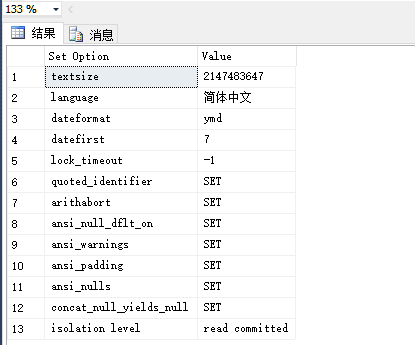 133 %
结果 消息
Set Option Value
1 textsize 2147483647
2 language 简体中文
3 dateformat ymd
4 datefirst 7
5 lock_timeout -1
6 quoted_identifier SET
7 arithabort SET
8 ansi_null_dflt_on SET
9 ansi_warnings SET
10 ansi_padding SET
11 ansi_nulls SET
12 concat_null_yields_null SET
13 isolation level read committed